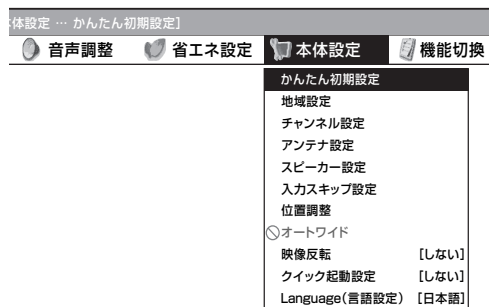 体設定 … かんたん初期設定]
音声調整 省エネ設定 本体設定 機能切換
かんたん初期設定
地域設定
チャンネル設定
アンテナ設定
スピーカー設定
入力スキップ設定
位置調整
オートワイド
映像反転 [しない]
クイック起動設定 [しない]
Language(言語設定) [日本語]